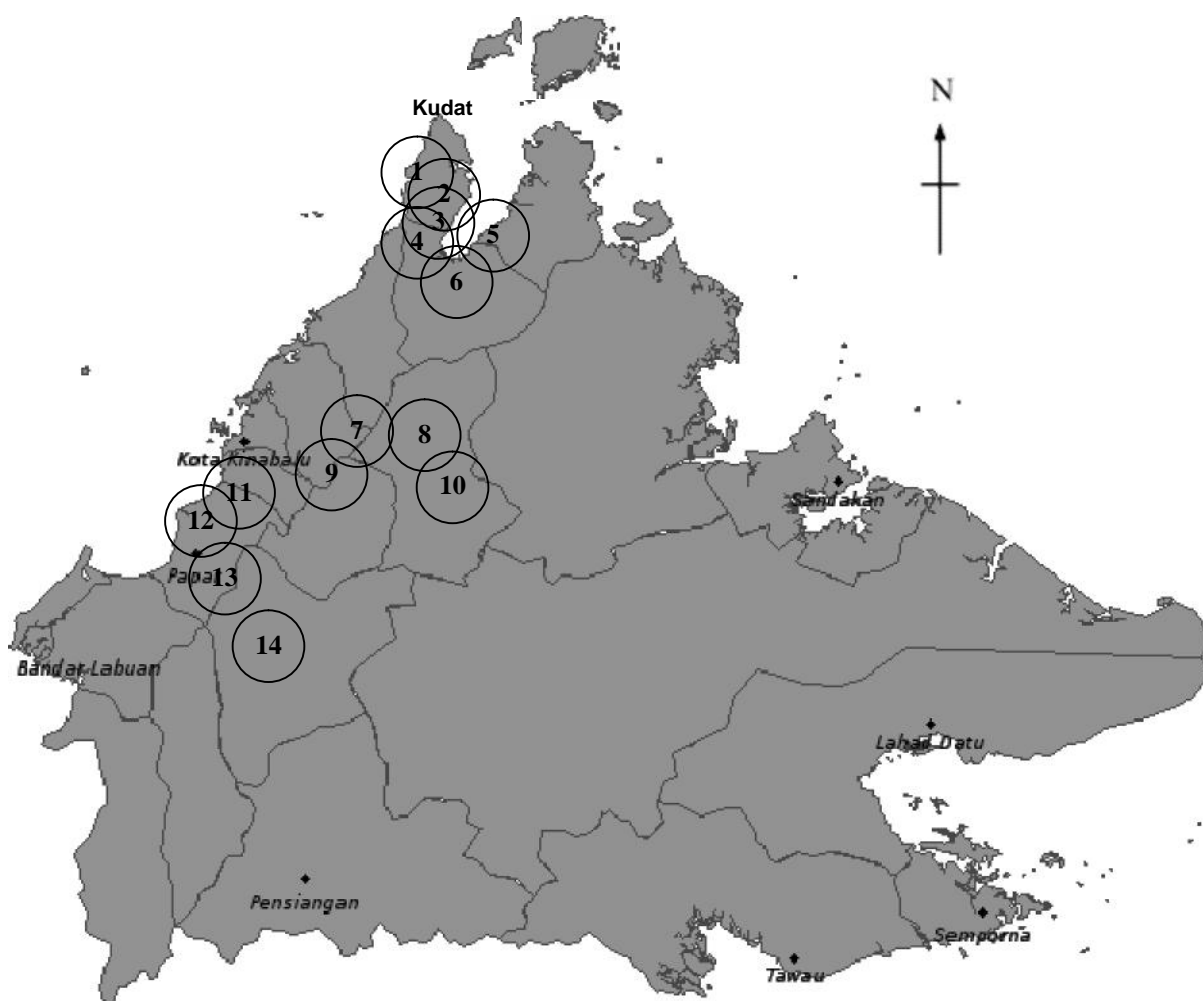 N
Kudat
1
2
3
4
5
6
7
8
9
10
Kota Kinabalu
11
12
Sandakan
Papar
13
14
Bandar Labuan
Lahad Datu
Pensiangan
Semporna
Tawau